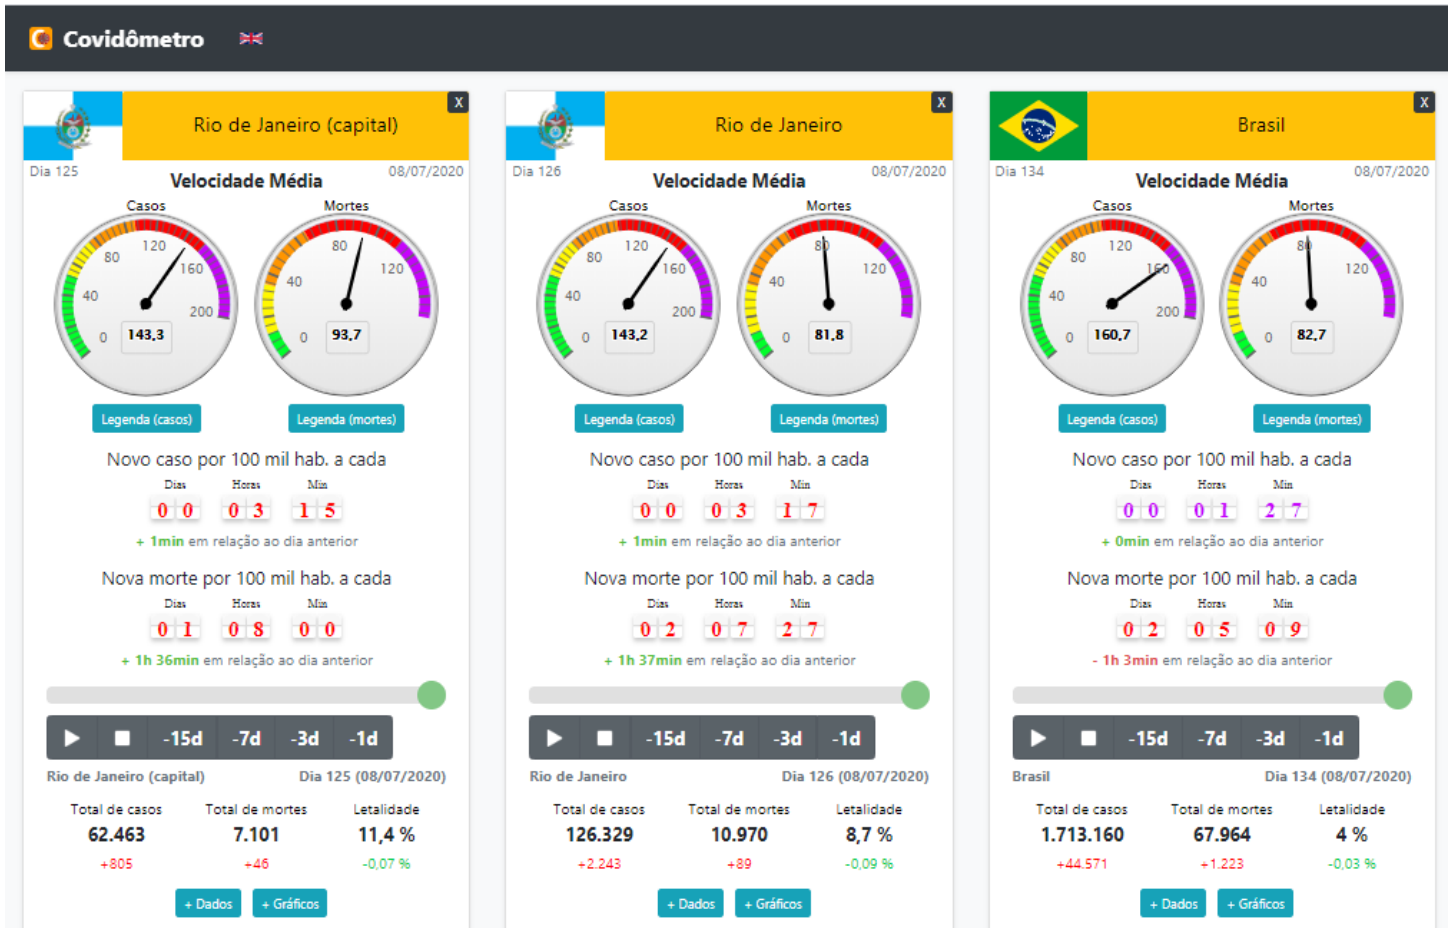 Covidômetro
Rio de Janeiro (capital)
X
Dia 125
08/07/2020
Velocidade Média
Casos
Mortes
0 40 80 120 160 200
143,3
0 40 80 120
93,7
Legenda (casos)
Legenda (mortes)
Novo caso por 100 mil hab. a cada
Dias Horas Min
0 0 0 3 1 5
+ 1min em relação ao dia anterior
Nova morte por 100 mil hab. a cada
Dias Horas Min
0 1 0 8 0 0
+ 1h 36min em relação ao dia anterior
-15d -7d -3d -1d
Rio de Janeiro (capital) Dia 125 (08/07/2020)
Total de casos Total de mortes Letalidade
62.463 7.101 11,4 %
+805 +46 -0,07 %
+ Dados + Gráficos
Rio de Janeiro
X
Dia 126
08/07/2020
Velocidade Média
Casos
Mortes
0 40 80 120 160 200
143,2
0 40 80 120
81,8
Legenda (casos)
Legenda (mortes)
Novo caso por 100 mil hab. a cada
Dias Horas Min
0 0 0 3 1 7
+ 1min em relação ao dia anterior
Nova morte por 100 mil hab. a cada
Dias Horas Min
0 2 0 7 2 7
+ 1h 37min em relação ao dia anterior
-15d -7d -3d -1d
Rio de Janeiro Dia 126 (08/07/2020)
Total de casos Total de mortes Letalidade
126.329 10.970 8,7 %
+2.243 +89 -0,09 %
+ Dados + Gráficos
Brasil
X
Dia 134
08/07/2020
Velocidade Média
Casos
Mortes
0 40 80 120 160 200
160,7
0 40 80 120
82,7
Legenda (casos)
Legenda (mortes)
Novo caso por 100 mil hab. a cada
Dias Horas Min
0 0 0 1 2 7
+ 0min em relação ao dia anterior
Nova morte por 100 mil hab. a cada
Dias Horas Min
0 2 0 5 0 9
- 1h 3min em relação ao dia anterior
-15d -7d -3d -1d
Brasil Dia 134 (08/07/2020)
Total de casos Total de mortes Letalidade
1.713.160 67.964 4 %
+44.571 +1.223 -0,03 %
+ Dados + Gráficos